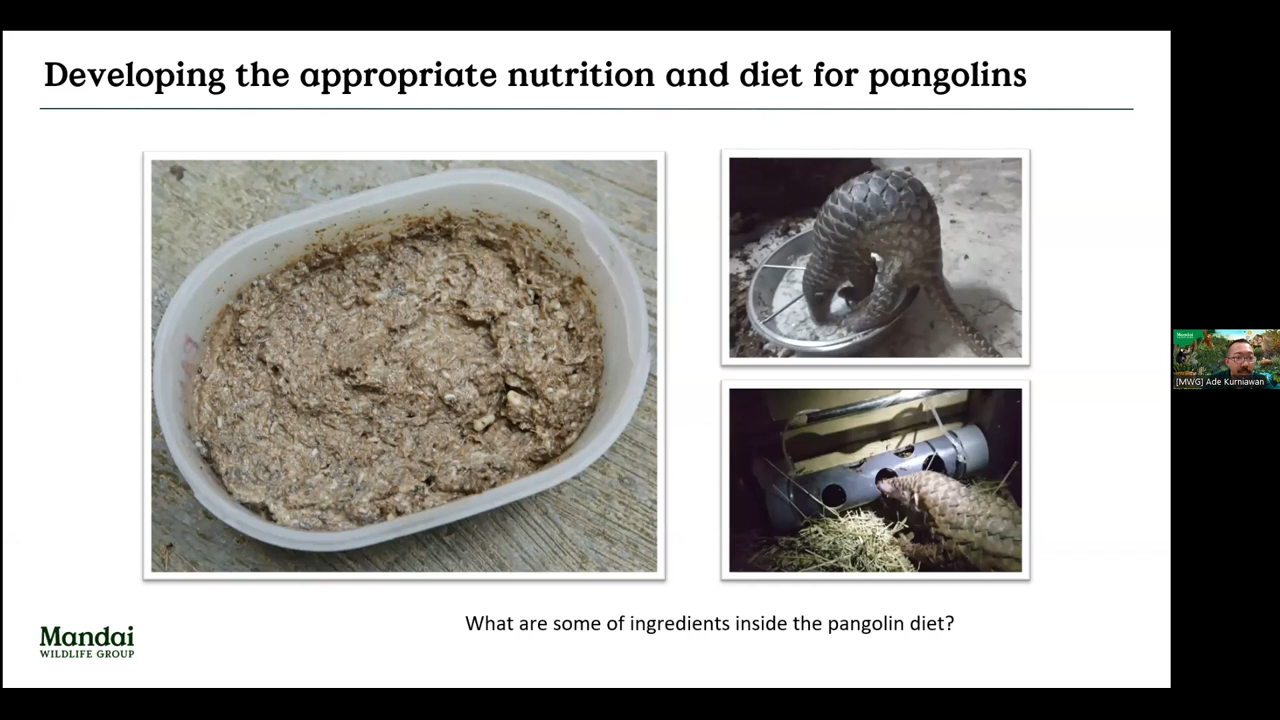 Developing the appropriate nutrition and diet for pangolins
What are some of ingredients inside the pangolin diet?
Mandai
WILDLIFE GROUP
Mandai
[MWG] Ade Kurniawan